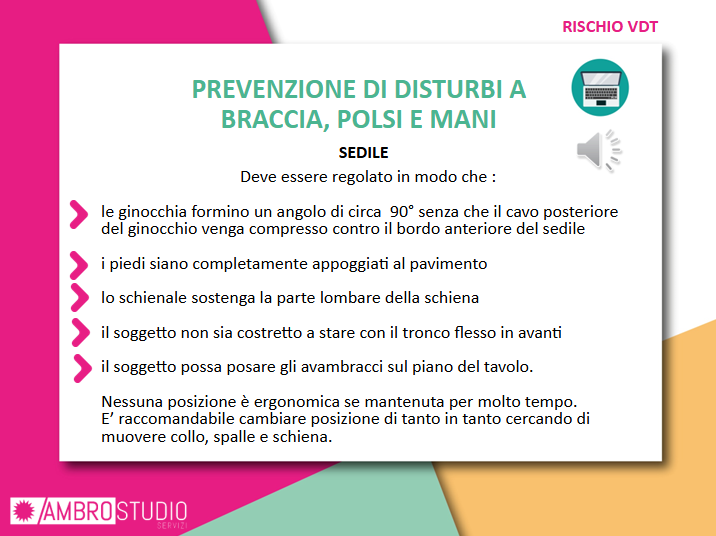 RISCHIO VDT
PREVENZIONE DI DISTURBI A
BRACCIA, POLSI E MANI
SEDILE
Deve essere regolato in modo che :
le ginocchia formino un angolo di circa  90° senza che il cavo posteriore
del ginocchio venga compresso contro il bordo anteriore del sedile
i piedi siano completamente appoggiati al pavimento
lo schienale sostenga la parte lombare della schiena
il soggetto non sia costretto a stare con il tronco flesso in avanti
il soggetto possa posare gli avambracci sul piano del tavolo.
Nessuna posizione è ergonomica se mantenuta per molto tempo.
E’ raccomandabile cambiare posizione di tanto in tanto cercando di
muovere collo, spalle e schiena.
AMBROSTUDIO
SERVIZI